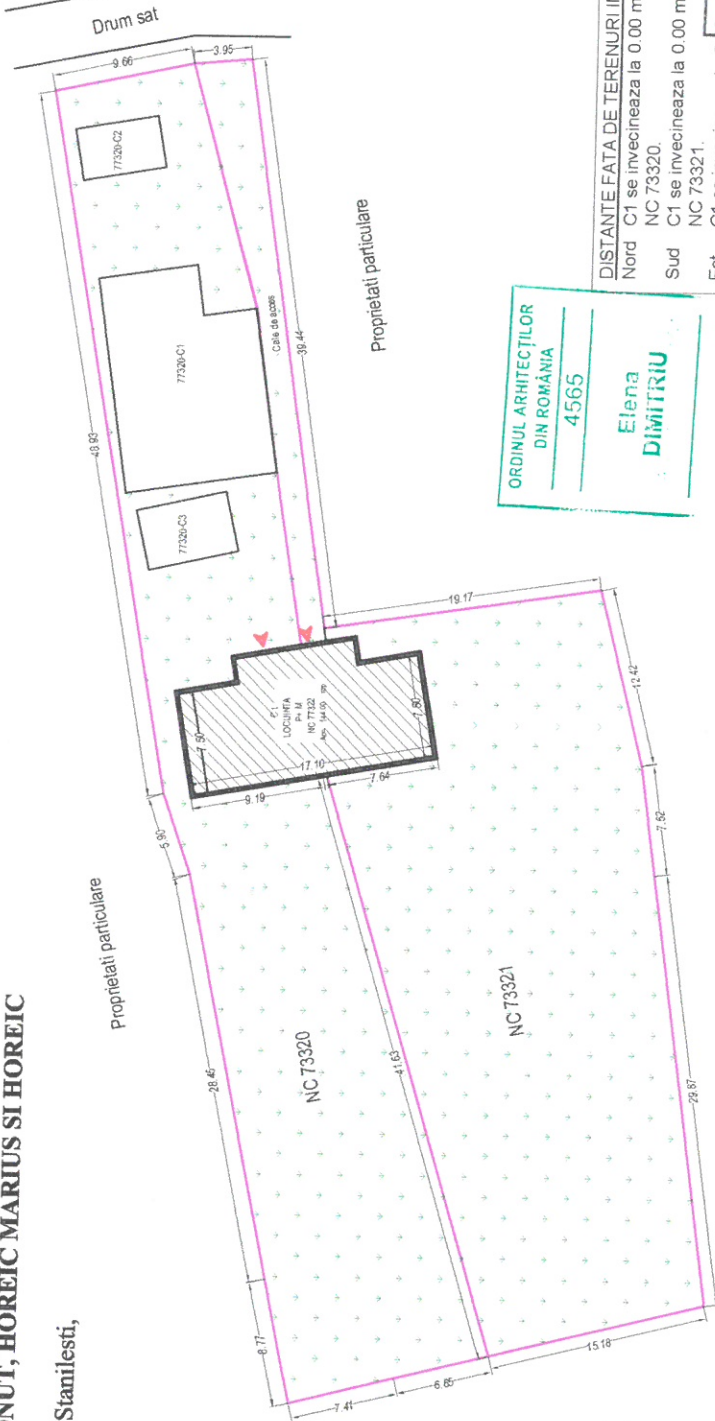 NUT, HOREIC MARIUS SI HOREIC
Stanilesti,
Drum sat
9.66
3.95
77320-C2
77320-C1
77320-C3
Cale de acces
48.93
39.44
Proprietati particulare
Proprietati particulare
5.90
28.45
8.77
7.41
6.65
15.18
29.87
7.52
12.42
19.17
41.63
9.19
7.64
17.10
7.80
7.80
C1
LOCUINTA
P+M
NC 77322
NC 73320
NC 73321
ORDINUL ARHITECȚILOR
DIN ROMÂNIA
4565
Elena
DIMITRIU
DISTANTE FATA DE TERENURI
Nord C1 se invecineaza la 0.00 m
NC 73320.
Sud C1 se invecineaza la 0.00 m
NC 73321.